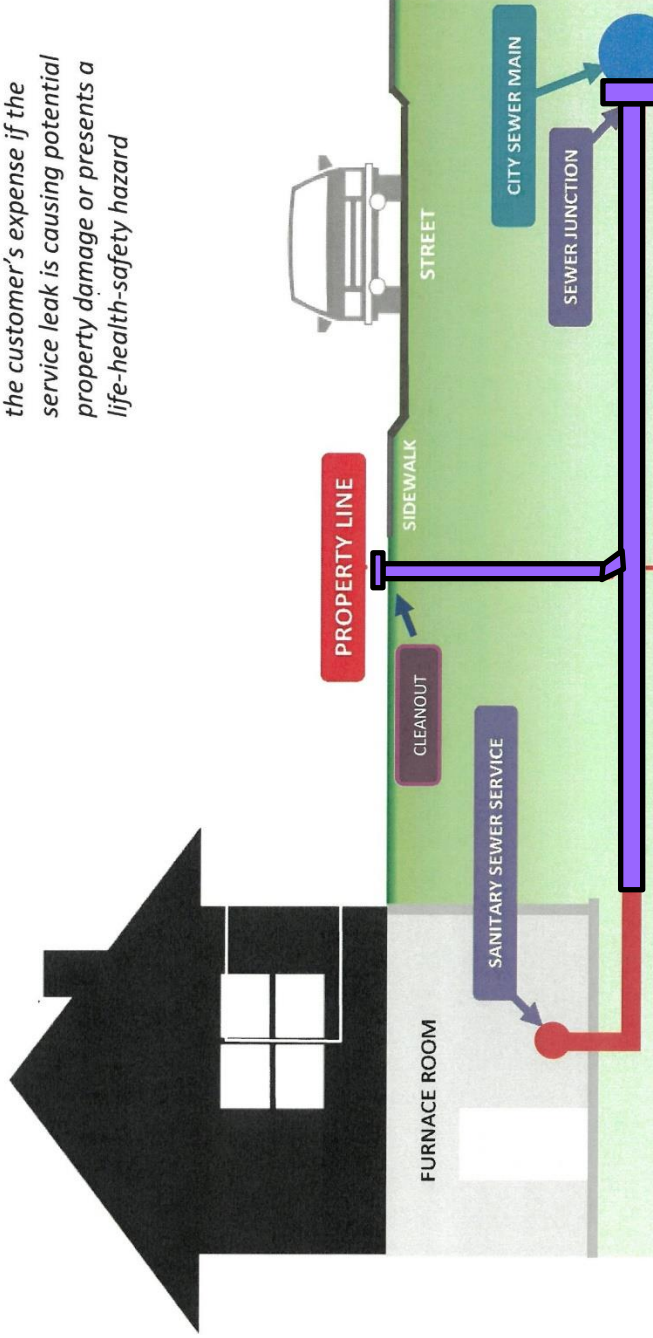 the customer's expense if the
service leak is causing potential
property damage or presents a
life-health-safety hazard
PROPERTY LINE
SIDEWALK
STREET
CLEANOUT
CITY SEWER MAIN
SEWER JUNCTION
SANITARY SEWER SERVICE
FURNACE ROOM